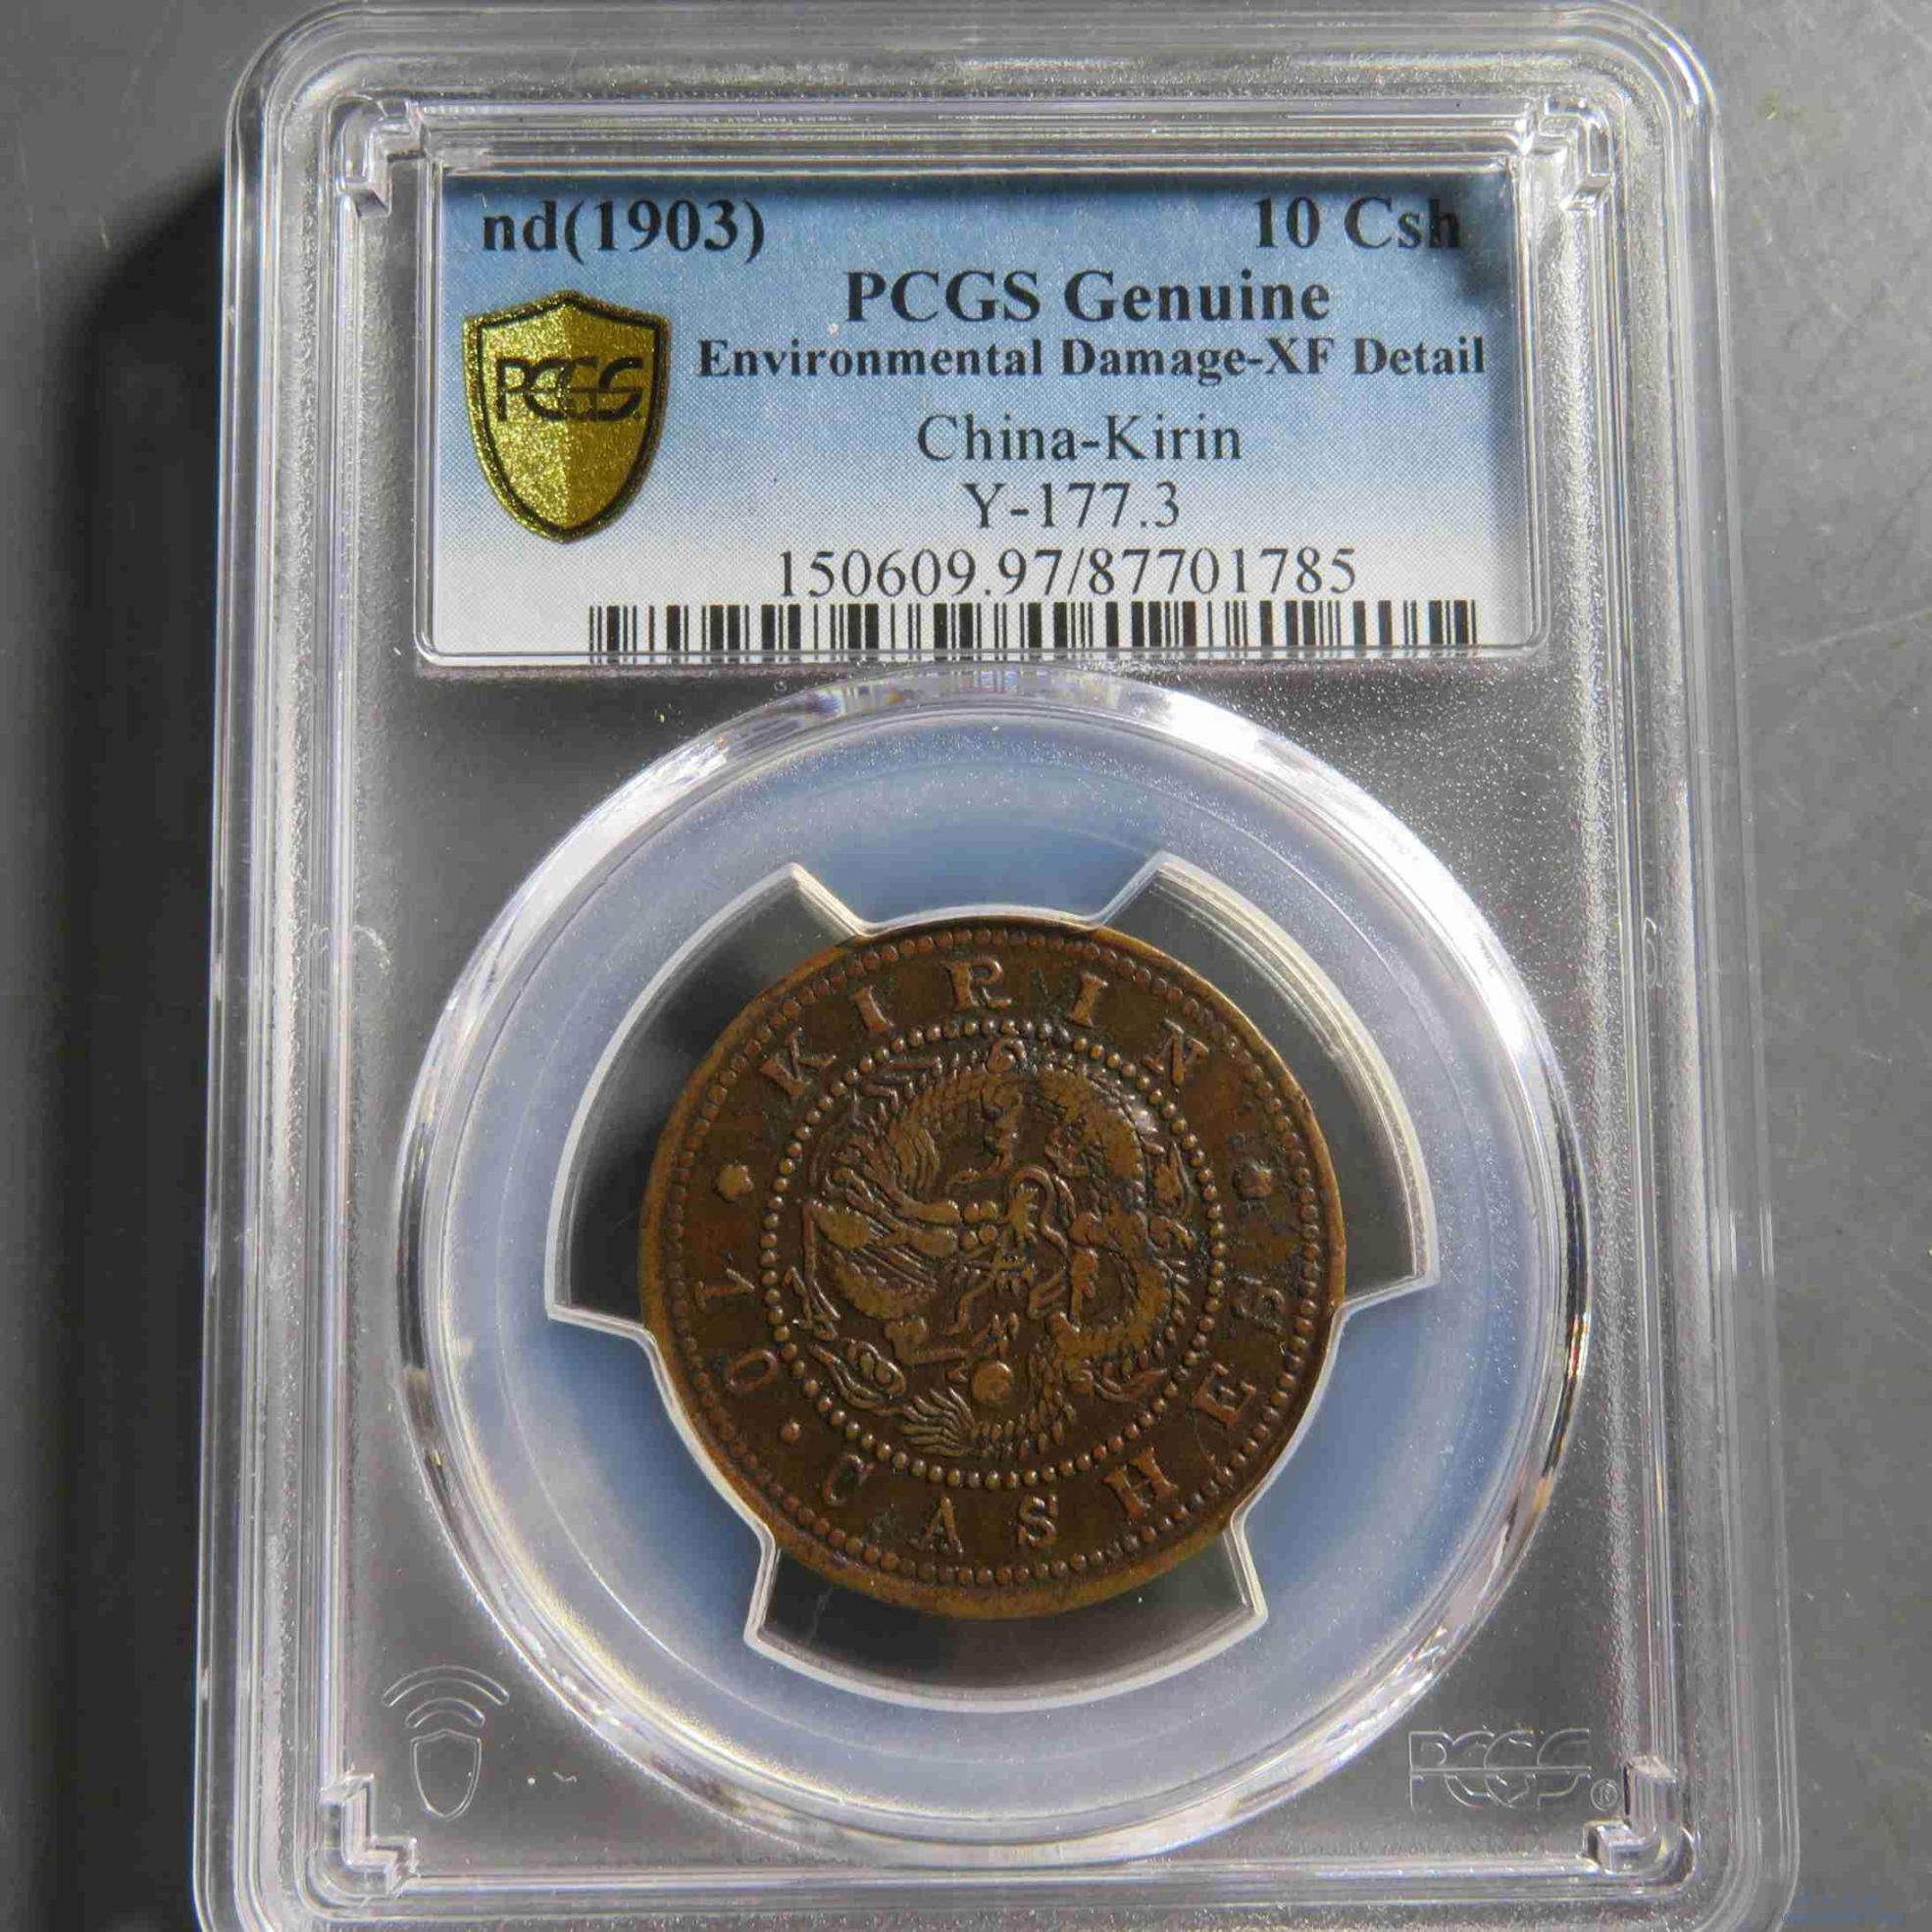 nd(1903) 10 Csh
PCGS Genuine
PCGS
Environmental Damage-XF Detail
China-Kirin
Y-177.3
150609.97/87701785
KIRIN
CASHES
PCGS